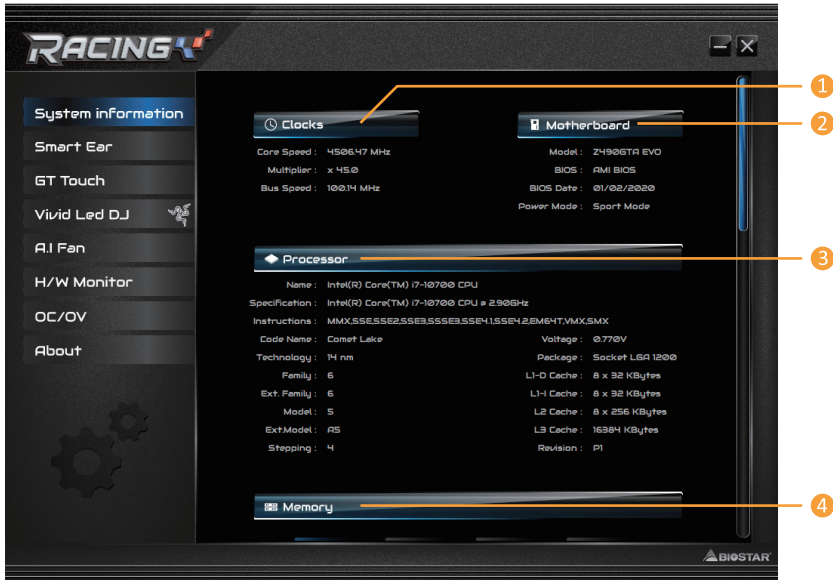 RACING
System information
Smart Ear
GT Touch
Vivid Led DJ
A.I Fan
H/W Monitor
OC/OV
About
Clocks
Core Speed : 4506.47 MHz
Multiplier : x 45.0
Bus Speed : 100.14 MHz
1
Motherboard
Model : Z490GTA EVO
BIOS : AMI BIOS
BIOS Date : 01/02/2020
Power Mode : Sport Mode
2
Processor
3
Name : Intel(R) Core(TM) i7-10700 CPU
Specification : Intel(R) Core(TM) i7-10700 CPU @ 2.90GHz
Instructions : MMX,SSE,SSE2,SSE3,SSSE3,SSE4.1,SSE4.2,EM64T,VMX,SMX
Code Name : Comet Lake
Technology : 14 nm
Family : 6
Ext. Family : 6
Model : 5
Ext.Model : A5
Stepping : 4
Voltage : 0.770V
Package : Socket LGA 1200
L1-D Cache : 8 x 32 KBytes
L1-I Cache : 8 x 32 KBytes
L2 Cache : 8 x 256 KBytes
L3 Cache : 16384 KBytes
Revision : P1
Memory
4
BIOSTAR